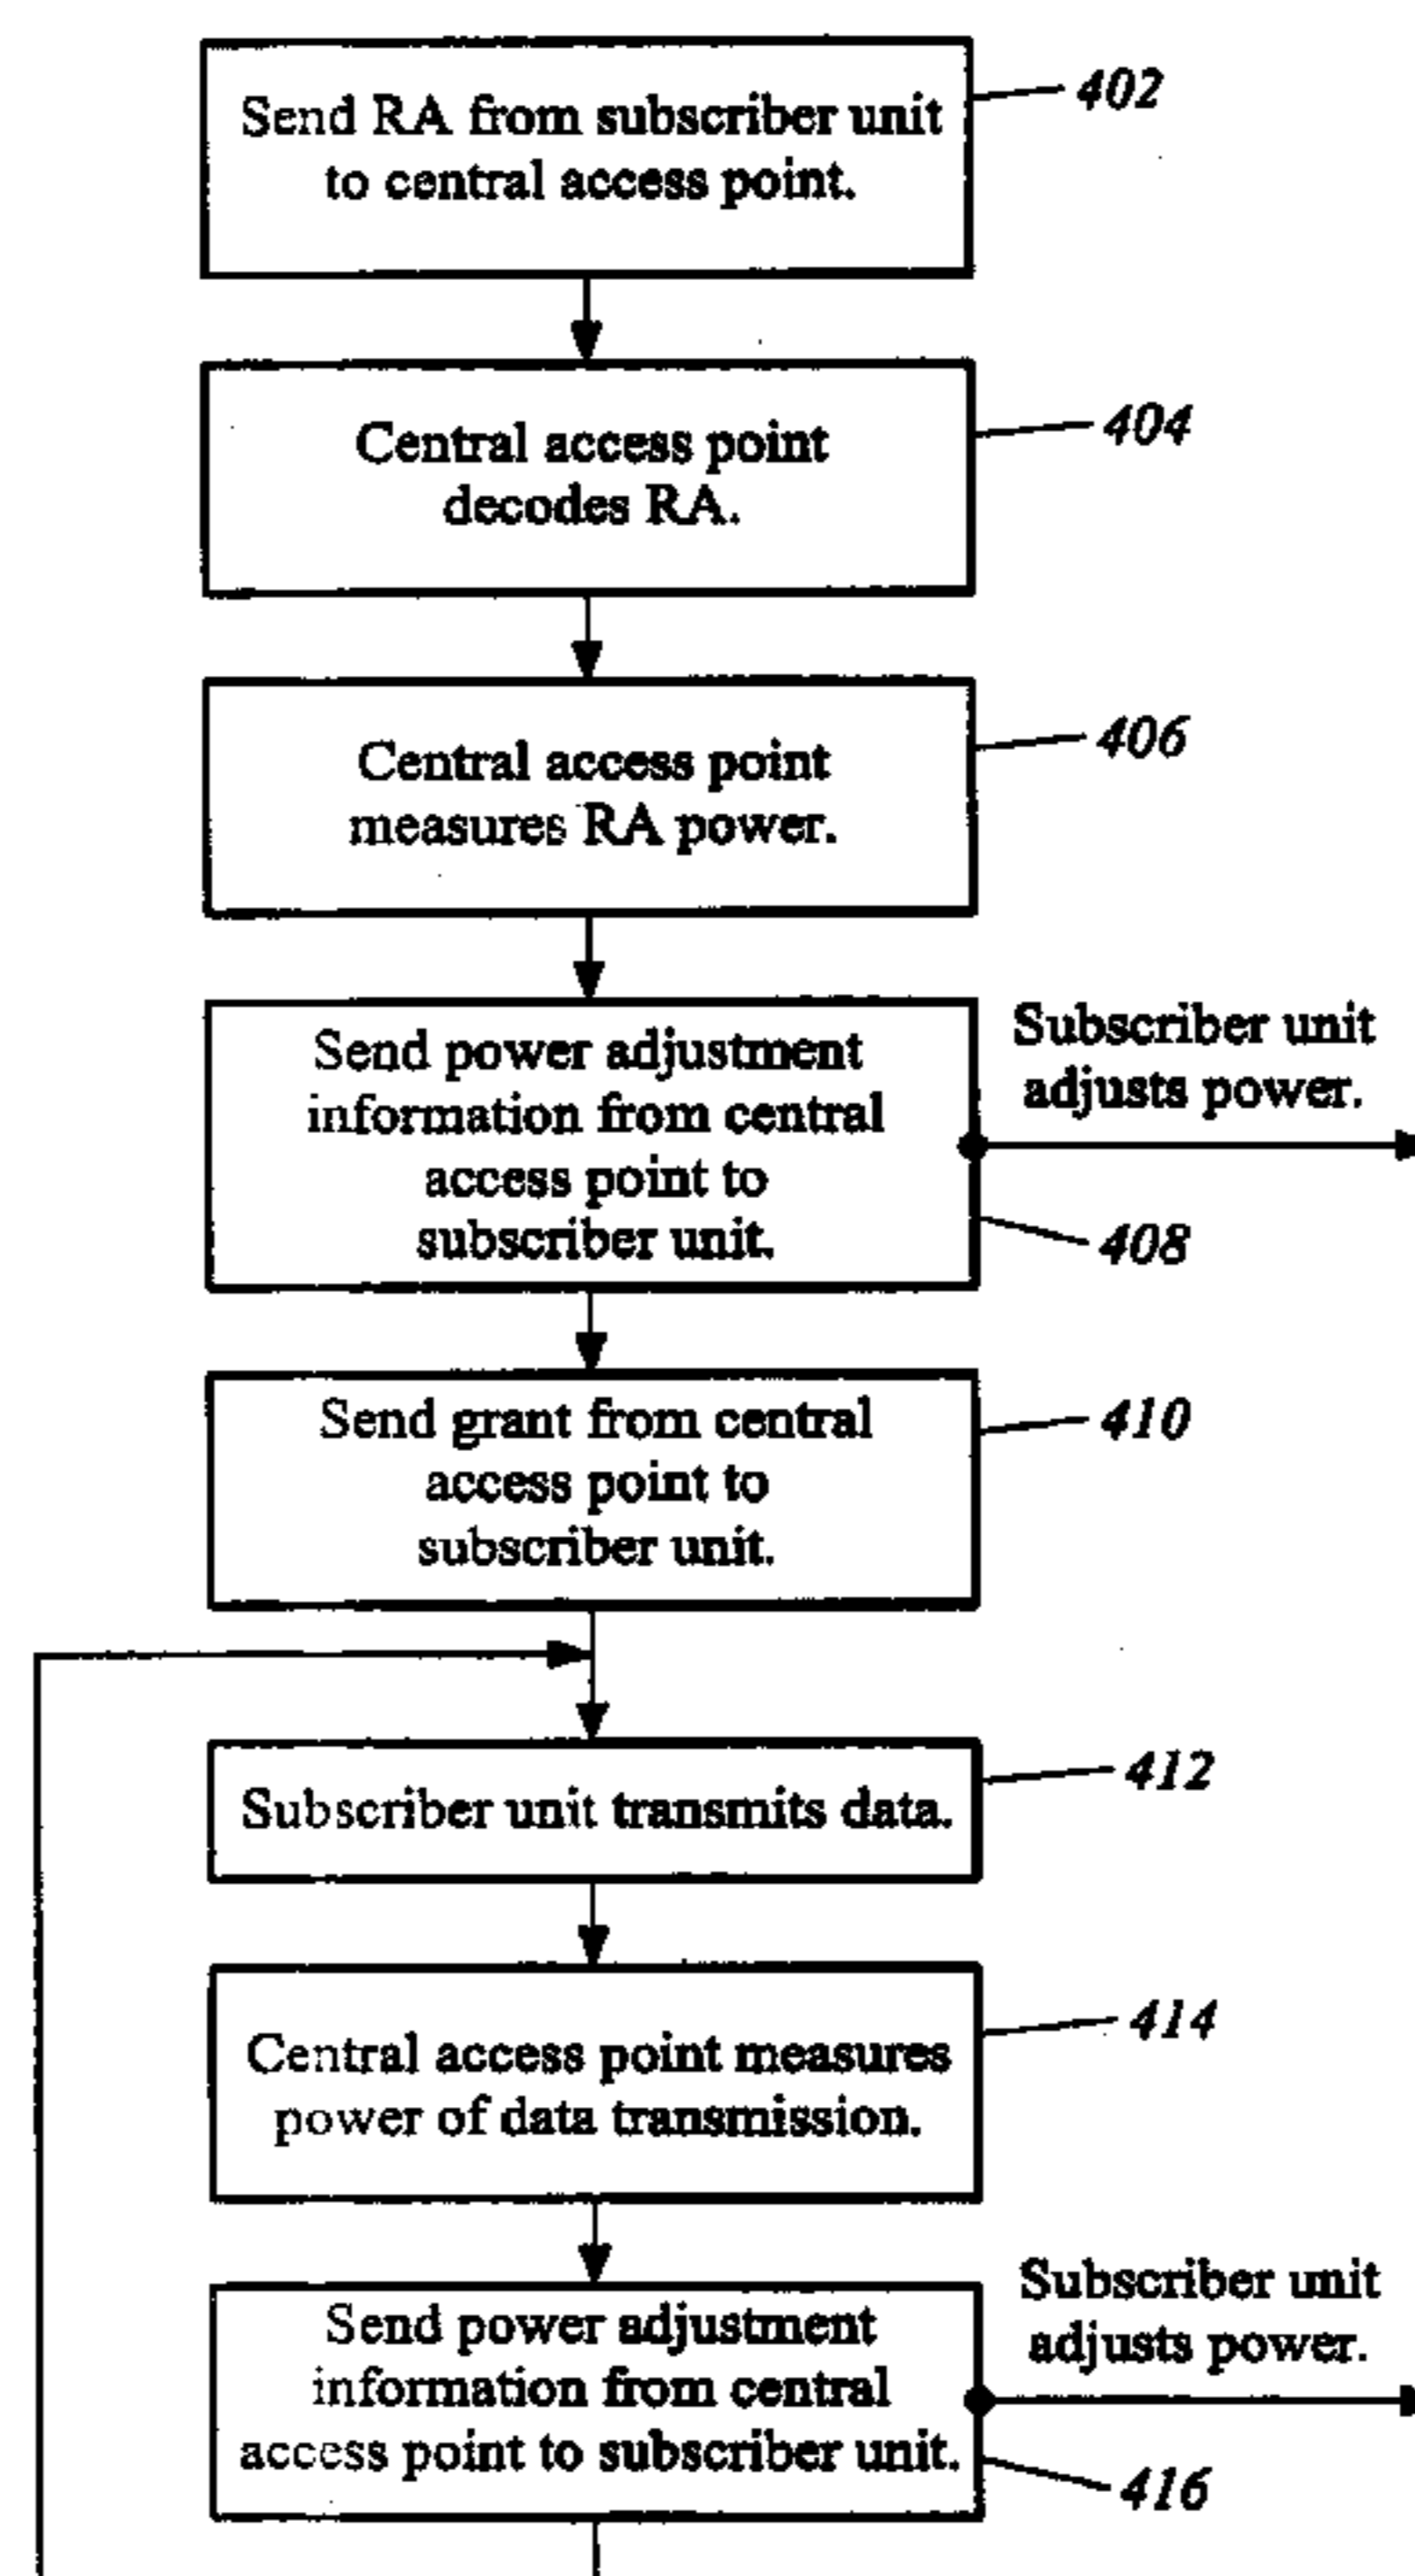 Send RA from subscriber unit
to central access point.
402
Central access point
decodes RA.
404
Central access point
measures RA power.
406
Send power adjustment
information from central
access point to
subscriber unit.
Subscriber unit
adjusts power.
408
Send grant from central
access point to
subscriber unit.
410
Subscriber unit transmits data.
412
Central access point measures
power of data transmission.
414
Send power adjustment
information from central
access point to subscriber unit.
Subscriber unit
adjusts power.
416